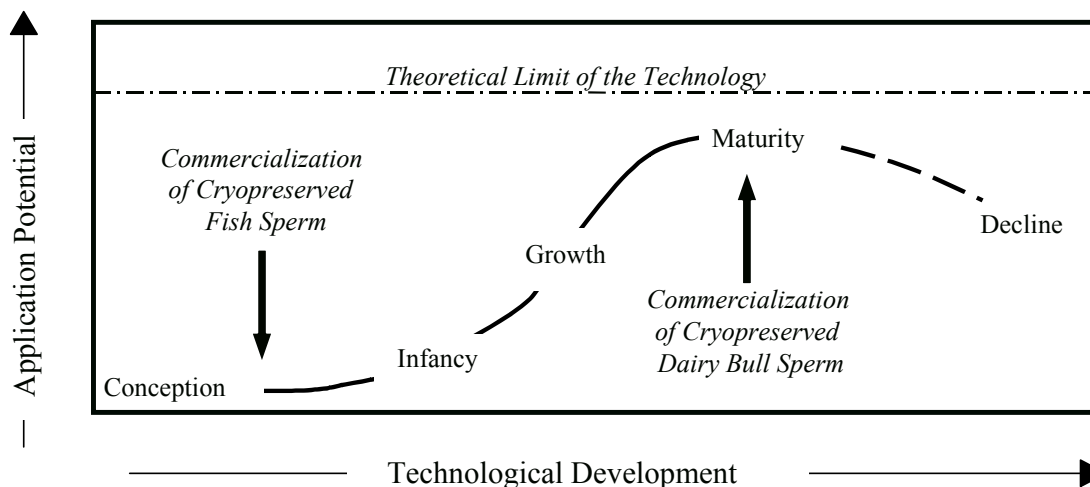 Application Potential
Theoretical Limit of the Technology
Commercialization
of Cryopreserved
Fish Sperm
Conception
Infancy
Growth
Maturity
Decline
Commercialization
of Cryopreserved
Dairy Bull Sperm
Technological Development